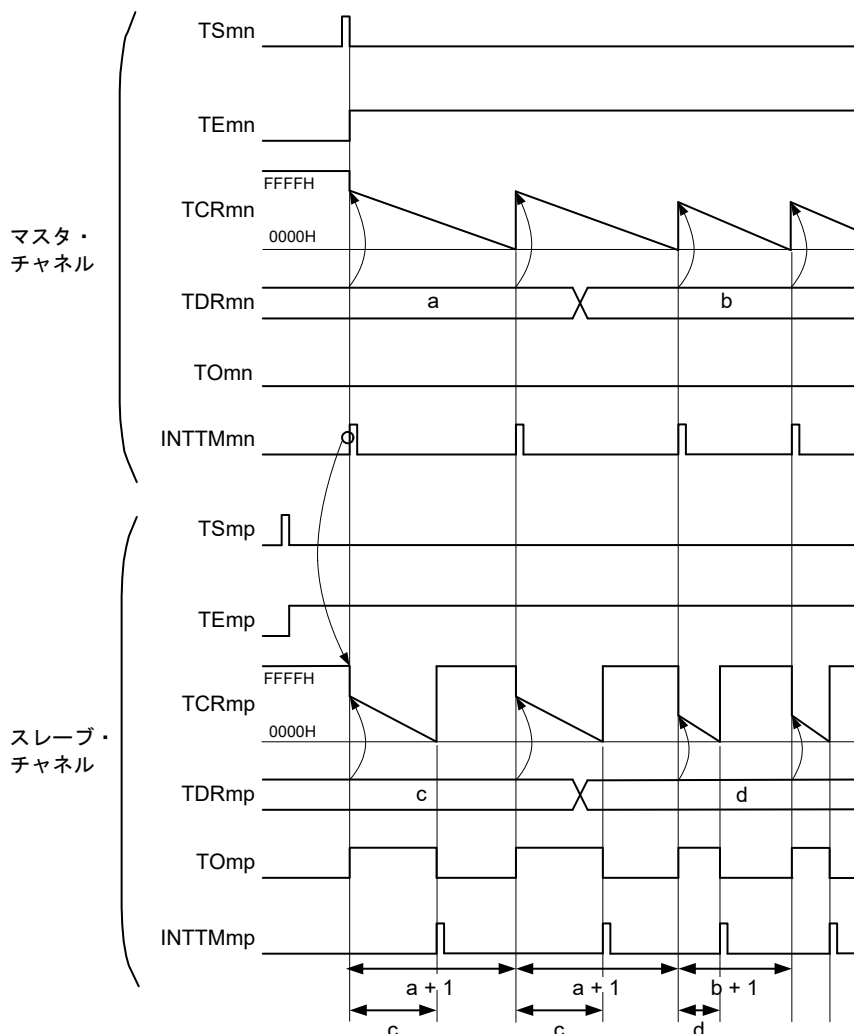 TSmn
TEmn
FFFFH
TCRmn
0000H
マスタ・
チャネル
TDRmn
a
b
TOmn
INTTMmn
TSmp
TEmp
FFFFH
TCRmp
0000H
スレーブ・
チャネル
TDRmp
c
d
TOmp
INTTMmp
a + 1
a + 1
b + 1
c
c
d